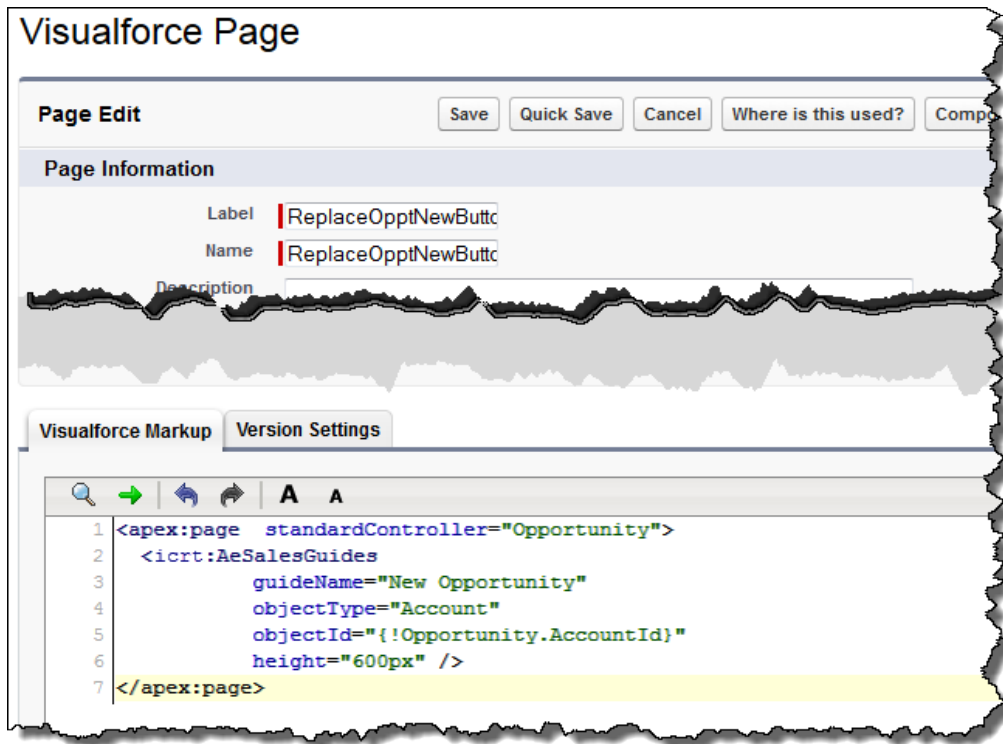 Visualforce Page
Page Edit Save Quick Save Cancel Where is this used?
Page Information
Label ReplaceOpptNewButto
Name ReplaceOpptNewButto
Description
Visualforce Markup Version Settings
A A
1 <apex:page  standardController="Opportunity">
2   <icrt:AeSalesGuides
3             guideName="New Opportunity"
4             objectType="Account"
5             objectId="{!Opportunity.AccountId}"
6             height="600px" />
7 </apex:page>